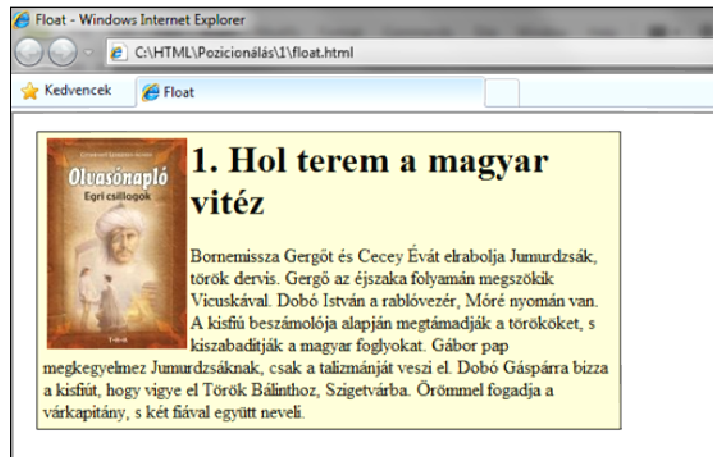 Float - Windows Internet Explorer
C:\HTML\Pozicionálás\1\float.html
Kedvencek
Float
Olvasónapló
Egri csillagok
1. Hol terem a magyar
vitéz
Bornemissza Gergőt és Cecey Évát elrabolja Jumurdzsák,
török dervis. Gergő az éjszaka folyamán megszökik
Vicuskával. Dobó István a rablóvezér, Móré nyomán van.
A kisfiú beszámolója alapján megtámadják a törököket, s
kiszabadítják a magyar foglyokat. Gábor pap
megkegyelmez Jumurdzsáknak, csak a talizmánját veszi el. Dobó Gáspárra bízza
a kisfiút, hogy vigye el Török Bálinthoz, Szigetvárba. Örömmel fogadja a
várkapitány, s két fiával együtt neveli.